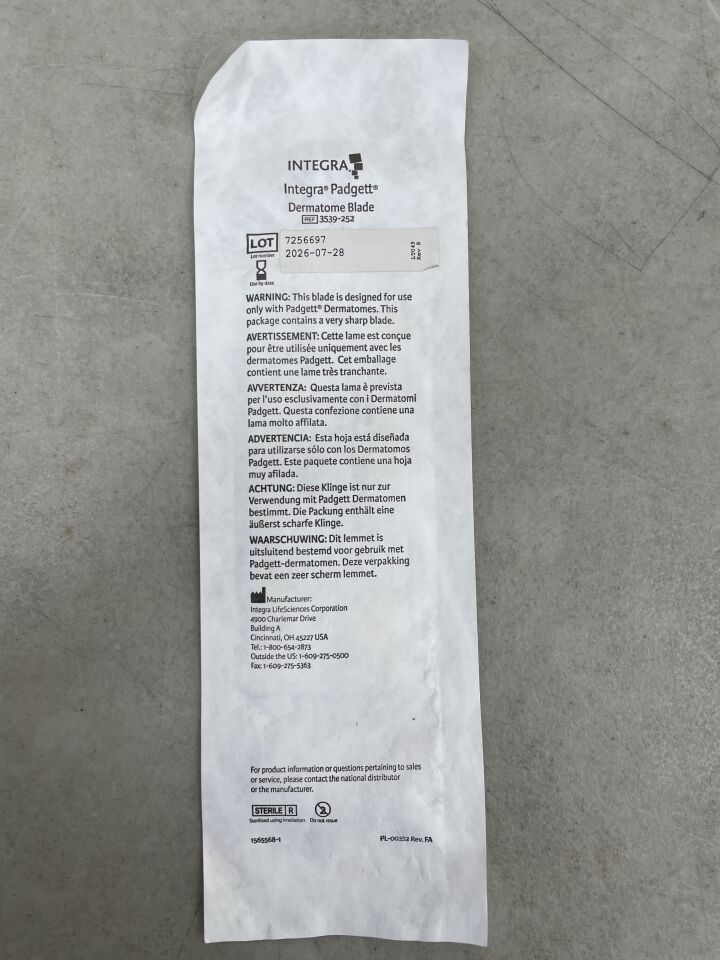 INTEGRA
Integra® Padgett®
Dermatome Blade
REF 3539-252
LOT 7256697
Lot number
2026-07-28
LT049
Rev B
Use by date
WARNING: This blade is designed for use
only with Padgett® Dermatomes. This
package contains a very sharp blade.
AVERTISSEMENT: Cette lame est conçue
pour être utilisée uniquement avec les
dermatomes Padgett. Cet emballage
contient une lame très tranchante.
AVVERTENZA: Questa lama è prevista
per l'uso esclusivamente con i Dermatomi
Padgett. Questa confezione contiene una
lama molto affilata.
ADVERTENCIA: Esta hoja está diseñada
para utilizarse sólo con los Dermatomos
Padgett. Este paquete contiene una hoja
muy afilada.
ACHTUNG: Diese Klinge ist nur zur
Verwendung mit Padgett Dermatomen
bestimmt. Die Packung enthält eine
äußerst scharfe Klinge.
WAARSCHUWING: Dit lemmet is
uitsluitend bestemd voor gebruik met
Padgett-dermatomen. Deze verpakking
bevat een zeer scherm lemmet.
Manufacturer:
Integra LifeSciences Corporation
4900 Charlemar Drive
Building A
Cincinnati, OH 45227 USA
Tel.: 1-800-654-2873
Outside the US: 1-609-275-0500
Fax: 1-609-275-5363
For product information or questions pertaining to sales
or service, please contact the national distributor
or the manufacturer.
STERILE R 2
Sterilized using irradiation Do not reuse
1565568-1 PL-00352 Rev. FA